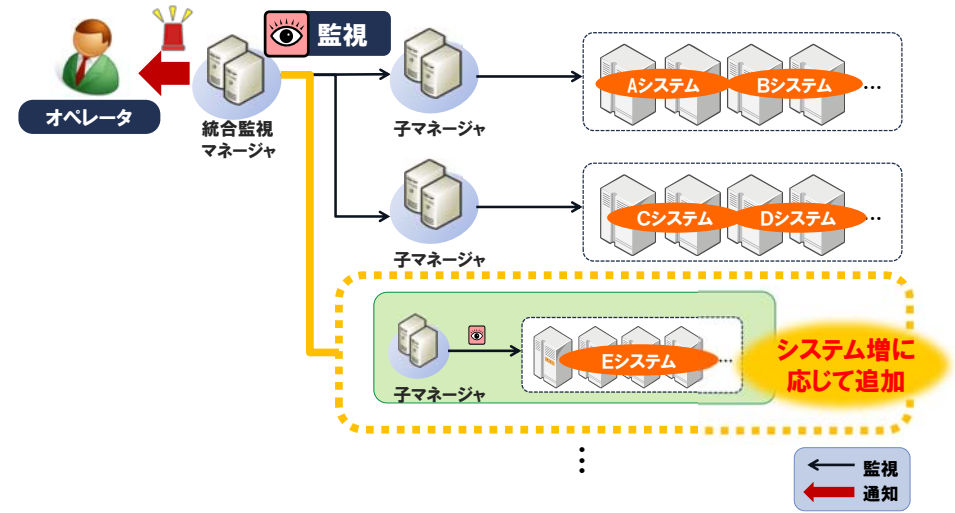 監視
オペレータ
統合監視
マネージャ
子マネージャ
Aシステム
Bシステム
...
子マネージャ
Cシステム
Dシステム
...
子マネージャ
Eシステム
...
システム増に
応じて追加
⋮
監視
通知